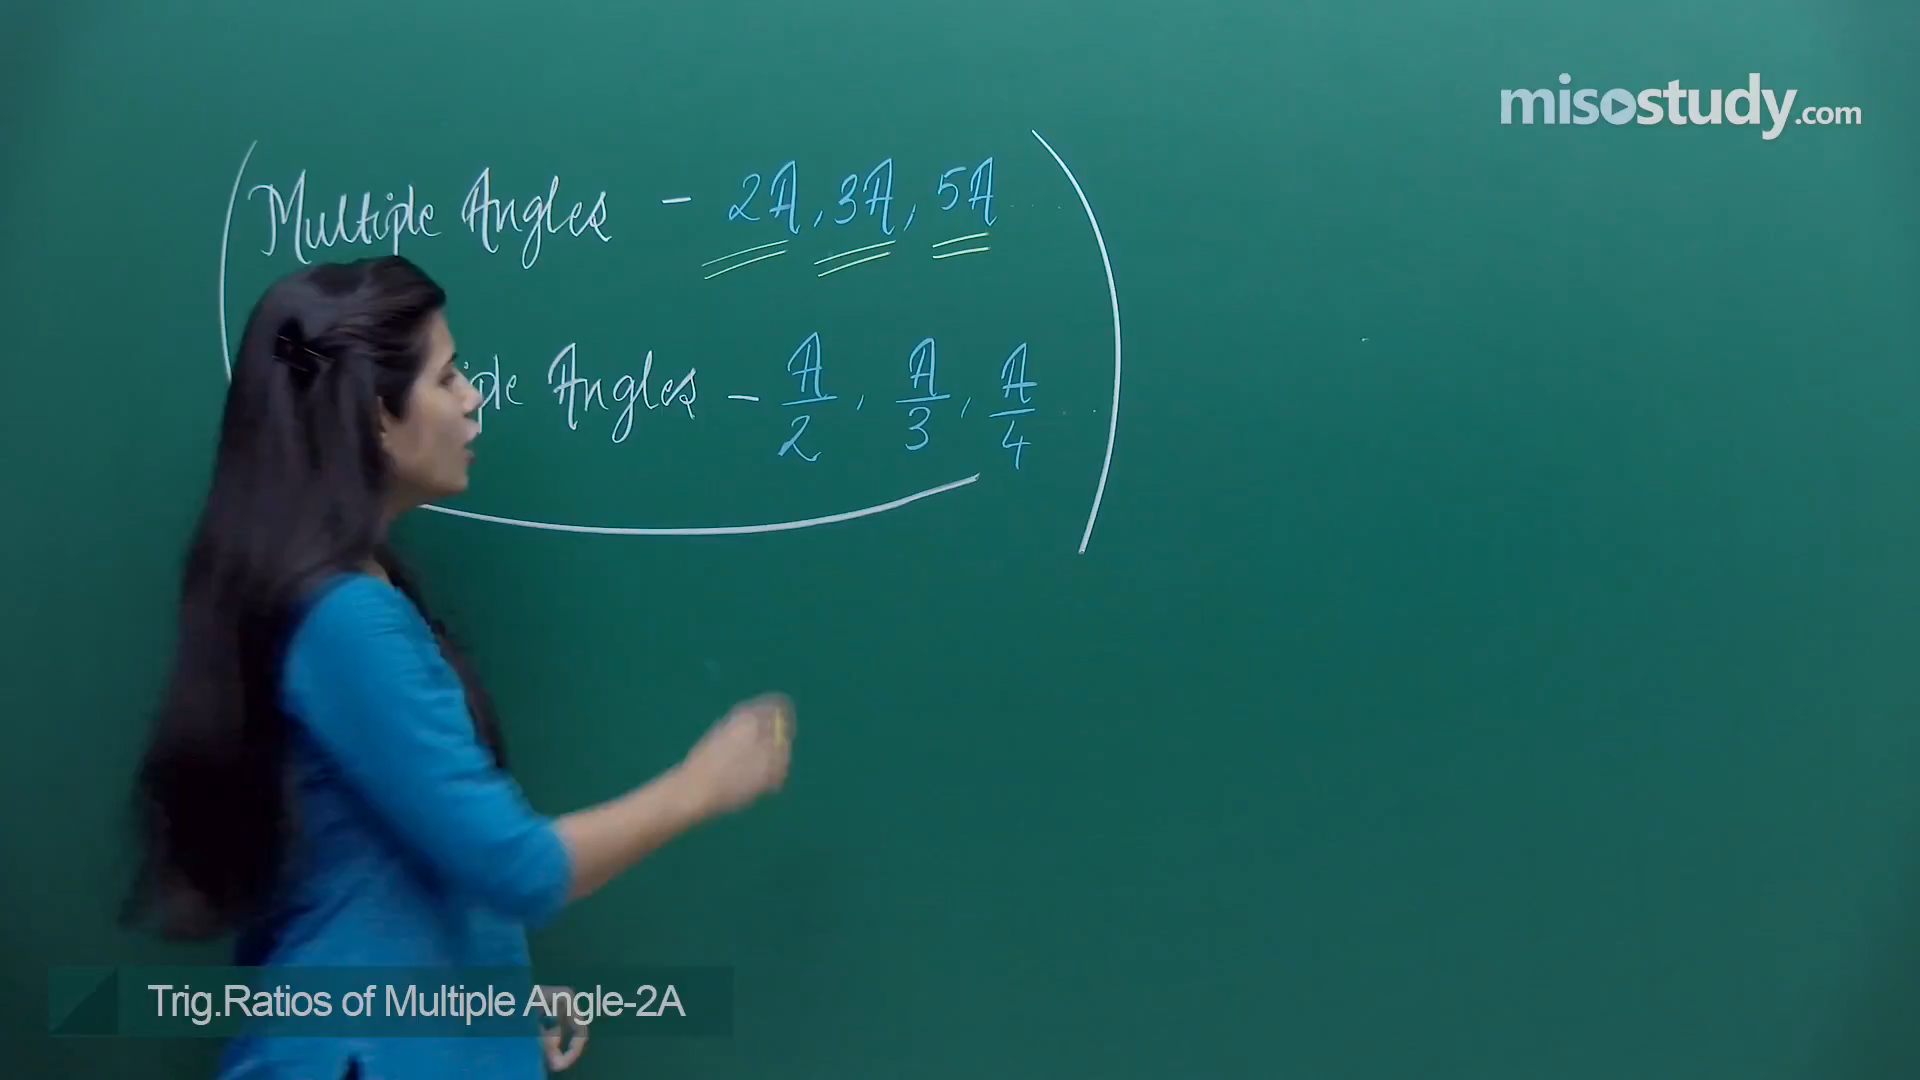 misostudy.com
Multiple Angles - 2A, 3A, 5A .....
Angles - A/2, A/3, A/4 ...
Trig.Ratios of Multiple Angle-2A